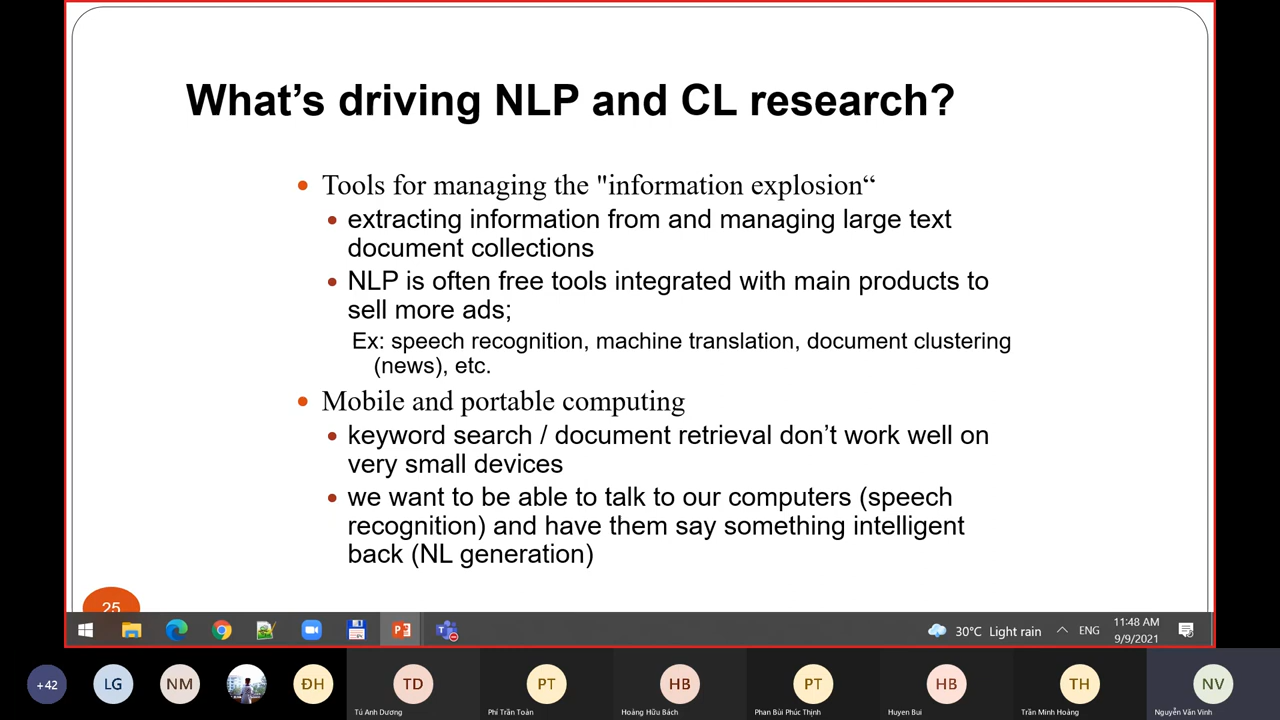 What’s driving NLP and CL research?
Tools for managing the "information explosion“
extracting information from and managing large text
document collections
NLP is often free tools integrated with main products to
sell more ads;
Ex: speech recognition, machine translation, document clustering
(news), etc.
Mobile and portable computing
keyword search / document retrieval don’t work well on
very small devices
we want to be able to talk to our computers (speech
recognition) and have them say something intelligent
back (NL generation)
25
30°C Light rain
ENG
11:48 AM
9/9/2021
+42
LG
NM
ĐH
TD
Tú Anh Dương
PT
Phí Trần Toàn
HB
Hoàng Hữu Bách
PT
Phan Bùi Phúc Thịnh
HB
Huyen Bui
TH
Trần Minh Hoàng
NV
Nguyễn Văn Vinh